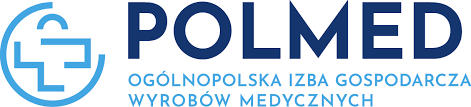 POLMED
OGÓLNOPOLSKA IZBA GOSPODARCZA
WYROBÓW MEDYCZNYCH